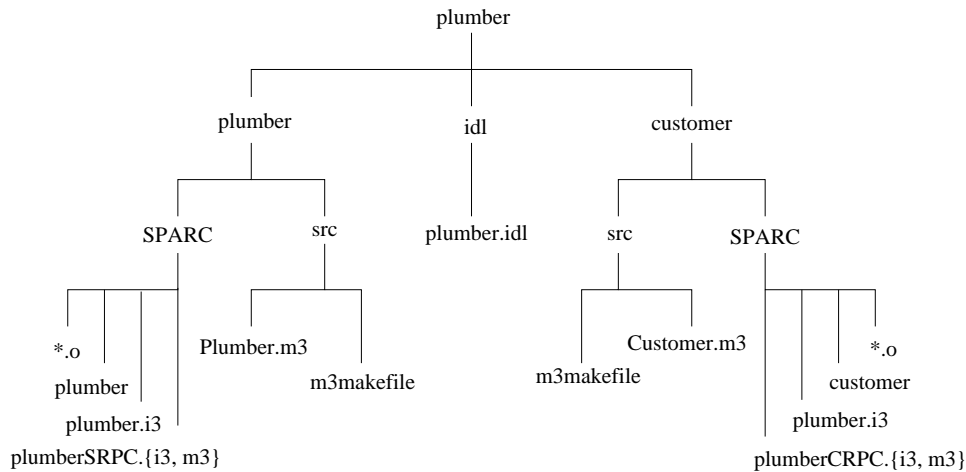 plumber
plumber idl customer
SPARC src plumber.idl src SPARC
*.o Plumber.m3 Customer.m3 *.o
plumber m3makefile m3makefile customer
plumber.i3 plumber.i3
plumberSRPC.{i3, m3} plumberCRPC.{i3, m3}